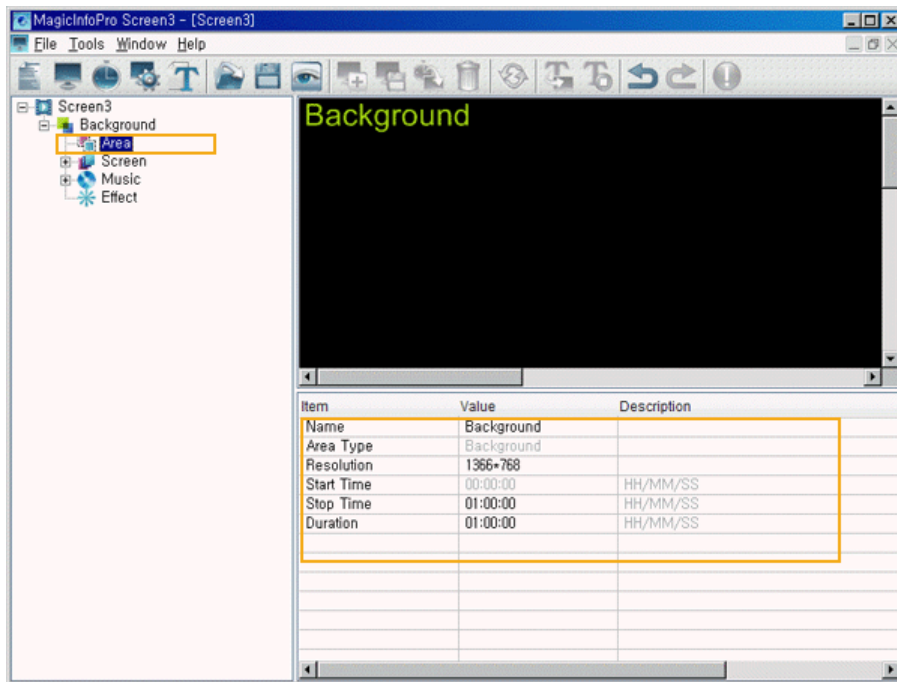 MagicInfoPro Screen3 - [Screen3]
File Tools Window Help
Screen3
Background
Area
Screen
Music
Effect
Background
Item Value Description
Name Background
Area Type Background
Resolution 1366*768
Start Time 00:00:00 HH/MM/SS
Stop Time 01:00:00 HH/MM/SS
Duration 01:00:00 HH/MM/SS